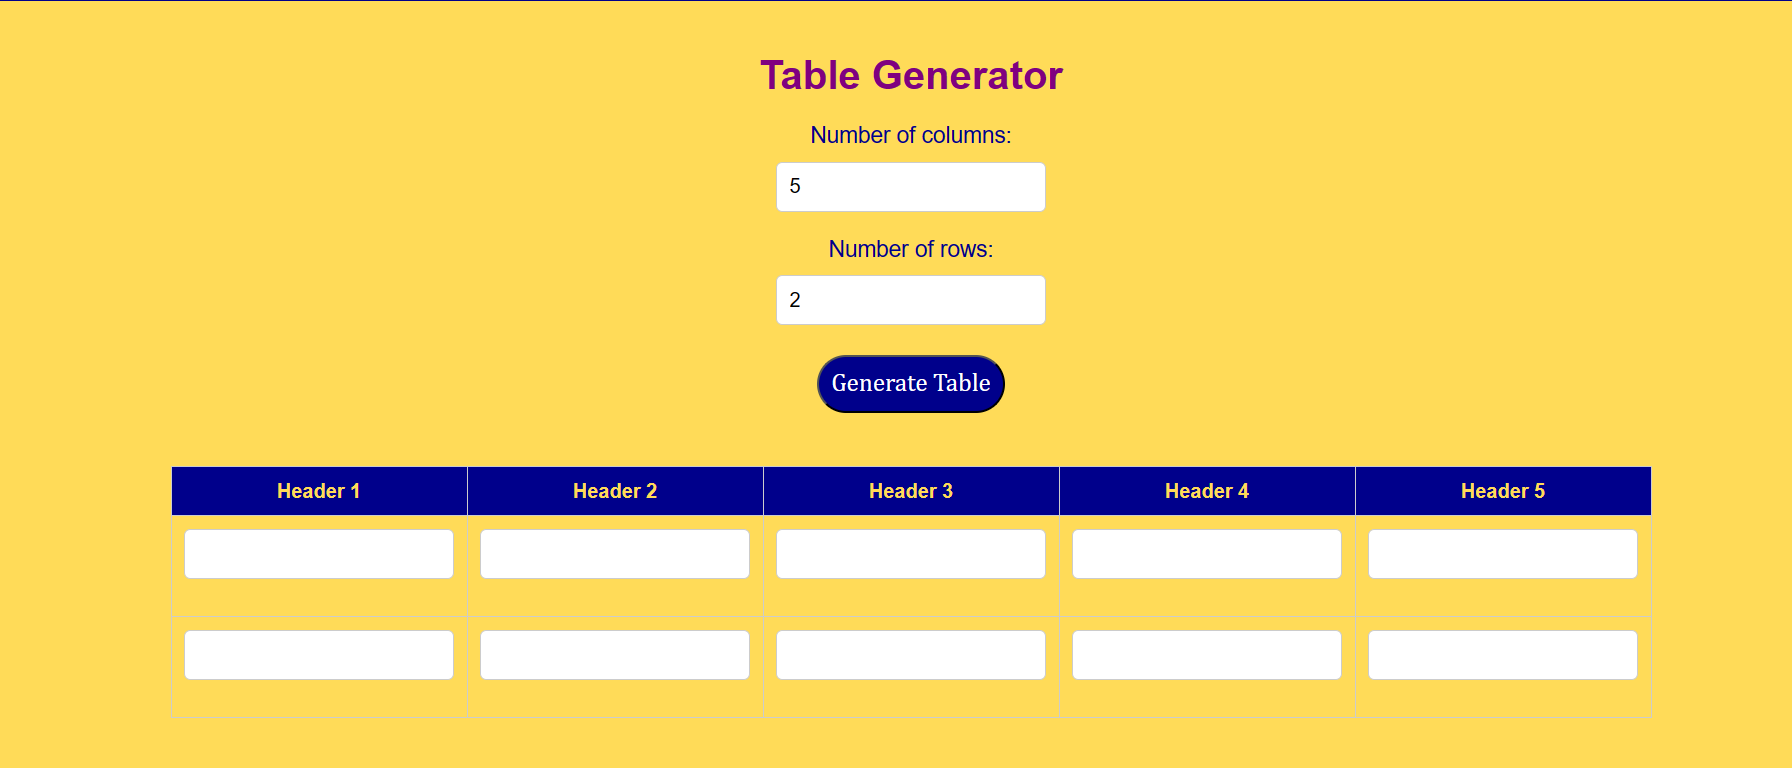 Table Generator
Number of columns:
5
Number of rows:
2
Generate Table
Header 1 Header 2 Header 3 Header 4 Header 5